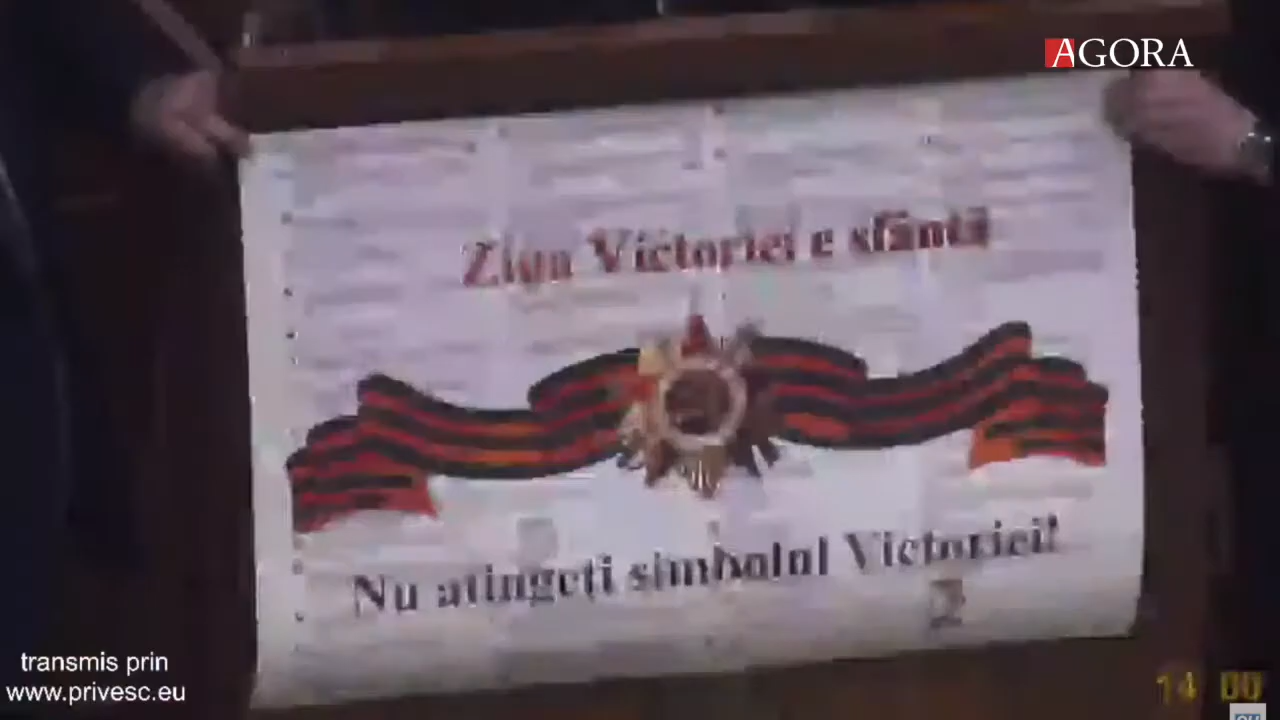 AGORA
Ziua Victoriei e sfântă
Nu atingeți simbolul Victoriei!
transmis prin
www.privesc.eu
14 00